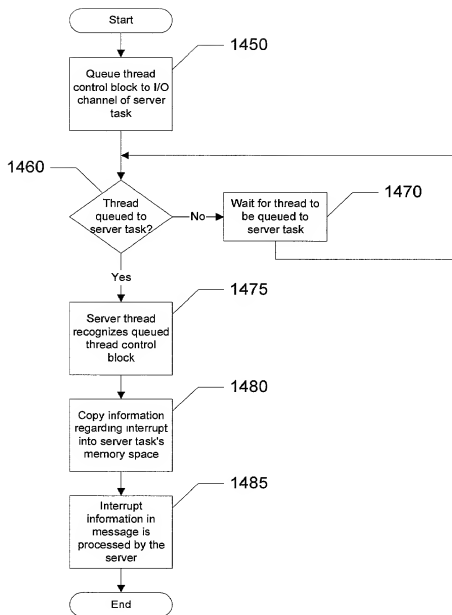 Start
1450
Queue thread
control block to I/O
channel of server
task
1460
Thread
queued to
server task?
No
Wait for thread to
be queued to
server task
1470
Yes
1475
Server thread
recognizes queued
thread control
block
1480
Copy information
regarding interrupt
into server task's
memory space
1485
Interrupt
information in
message is
processed by the
server
End